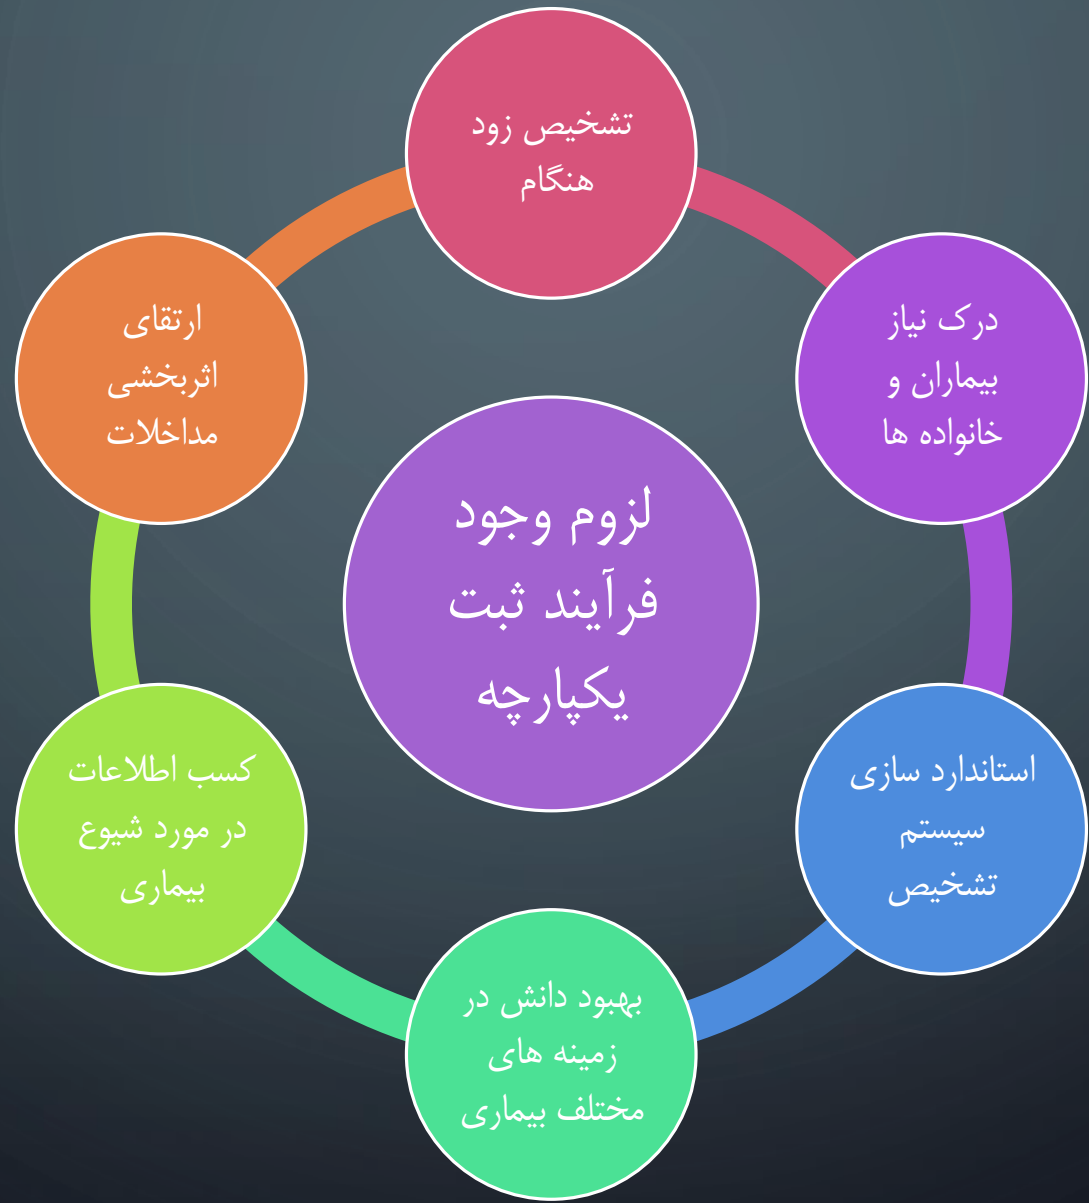 تشخیص زود
هنگام
درک نیاز
بیماران و
خانواده ها
استاندارد سازی
سیستم
تشخیص
بهبود دانش در
زمینه های
مختلف بیماری
کسب اطلاعات
در مورد شیوع
بیماری
ارتقای
اثربخشی
مداخلات
لزوم وجود
فرآیند ثبت
یکپارچه